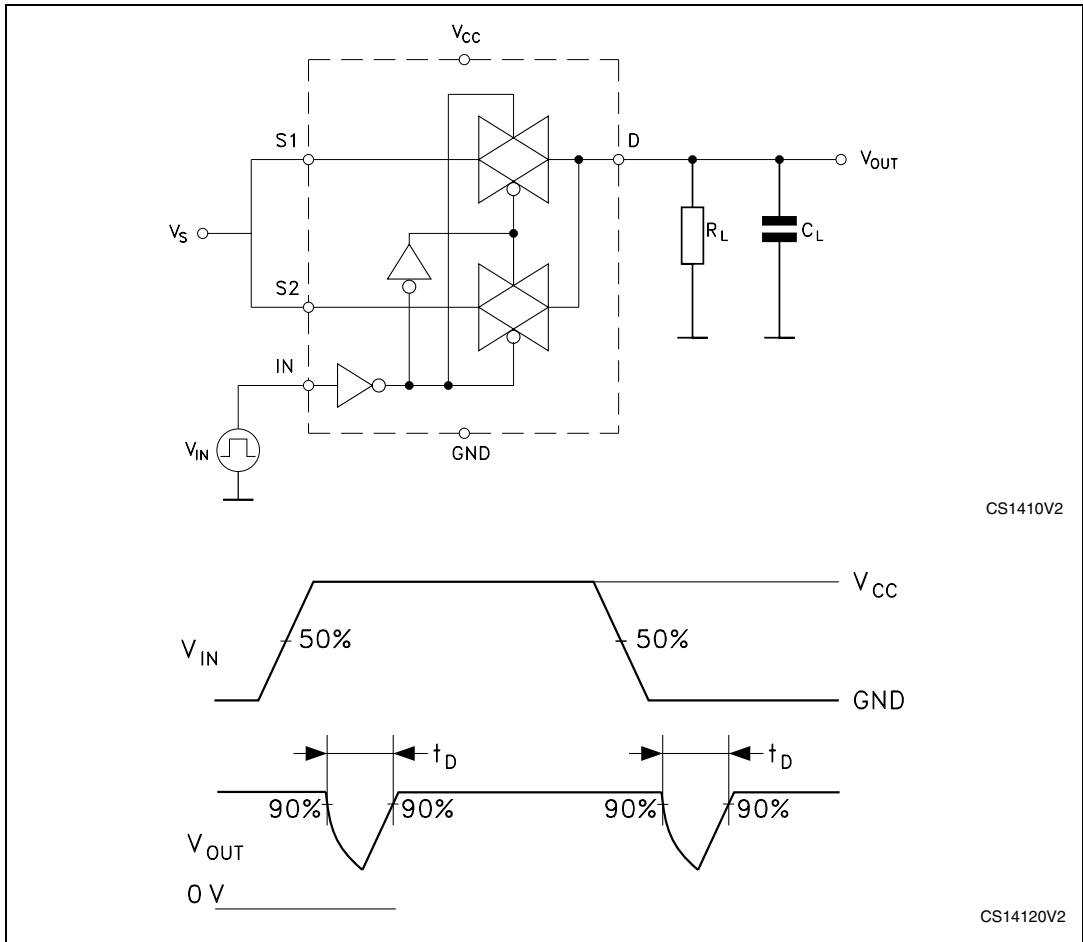 VCC
S1
D
VOUT
RL
CL
VS
S2
IN
VIN
GND
CS1410V2
VCC
50%
50%
VIN
GND
tD
tD
90%
90%
90%
90%
VOUT
0 V
CS14120V2